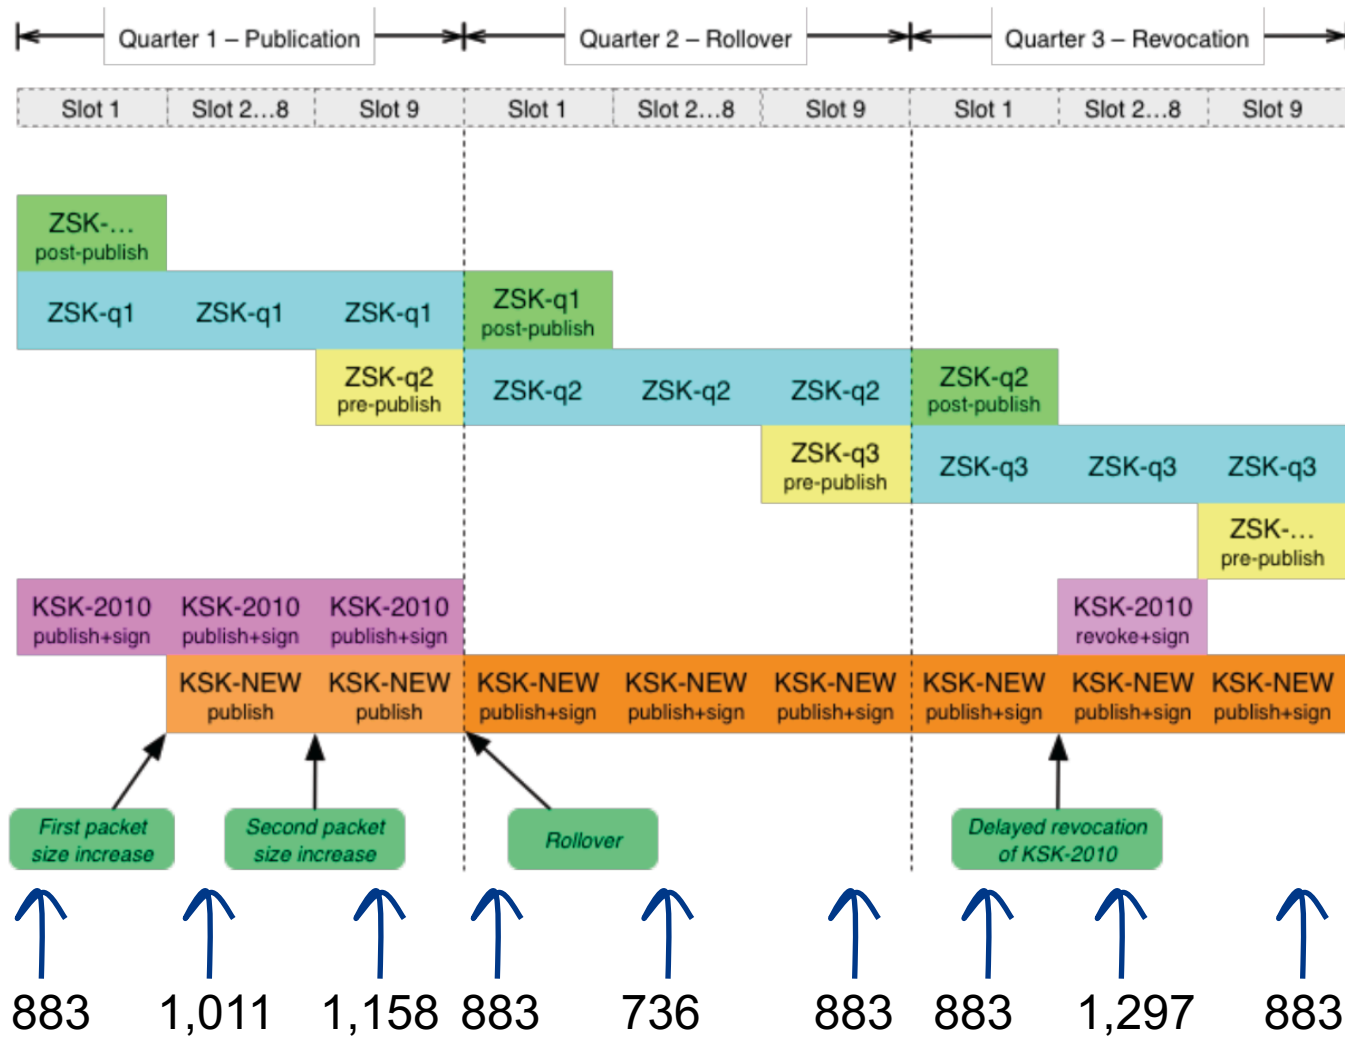 Quarter 1 – Publication
Quarter 2 – Rollover
Quarter 3 – Revocation
Slot 1
Slot 2...8
Slot 9
Slot 1
Slot 2...8
Slot 9
Slot 1
Slot 2...8
Slot 9
ZSK-...
post-publish
ZSK-q1
ZSK-q1
ZSK-q1
ZSK-q1
post-publish
ZSK-q2
pre-publish
ZSK-q2
ZSK-q2
ZSK-q2
ZSK-q2
post-publish
ZSK-q3
pre-publish
ZSK-q3
ZSK-q3
ZSK-q3
ZSK-...
pre-publish
KSK-2010
publish+sign
KSK-2010
publish+sign
KSK-2010
publish+sign
KSK-2010
revoke+sign
KSK-NEW
publish
KSK-NEW
publish
KSK-NEW
publish+sign
KSK-NEW
publish+sign
KSK-NEW
publish+sign
KSK-NEW
publish+sign
KSK-NEW
publish+sign
KSK-NEW
publish+sign
First packet
size increase
Second packet
size increase
Rollover
Delayed revocation
of KSK-2010
883
1,011
1,158
883
736
883
883
1,297
883